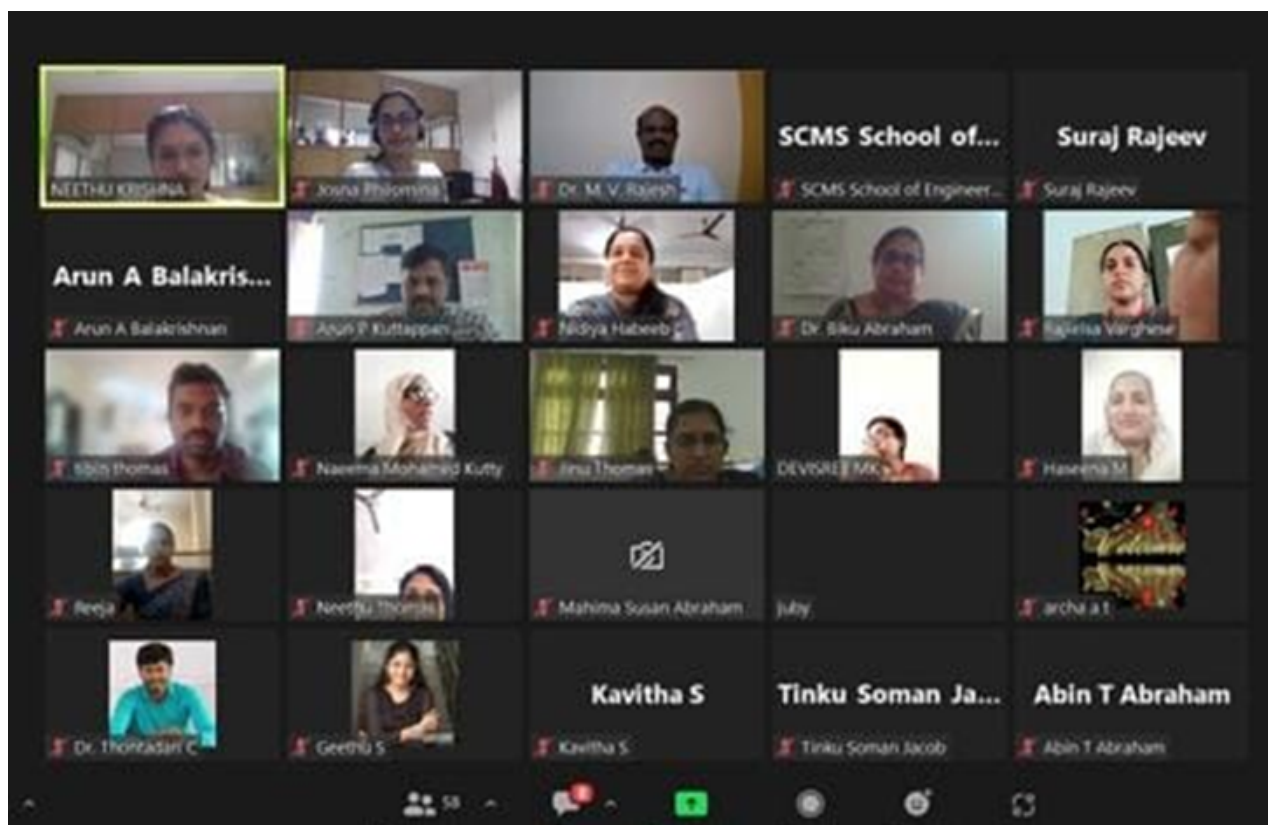 NEETHU KRISHNA
Josna Philomina
Dr. M. V. Rajesh
SCMS School of...
SCMS School of Engineer...
Suraj Rajeev
Suraj Rajeev
Arun A Balakris...
Arun A Balakrishnan
Arun P Kuttappan
Nidiya Habeeb
Dr. Biku Abraham
Varghese
tibin thomas
Naeema Mohamed Kutty
Jinu Thomas
DEVISREE MK
Haseena M
Reeja
Neethu Thomas
Mahima Susan Abraham
juby
Welcome
archa a.t
Dr. Thontadari C
Geethu S
Kavitha S
Kavitha S
Tinku Soman Ja...
Tinku Soman Jacob
Abin T Abraham
Abin T Abraham
58